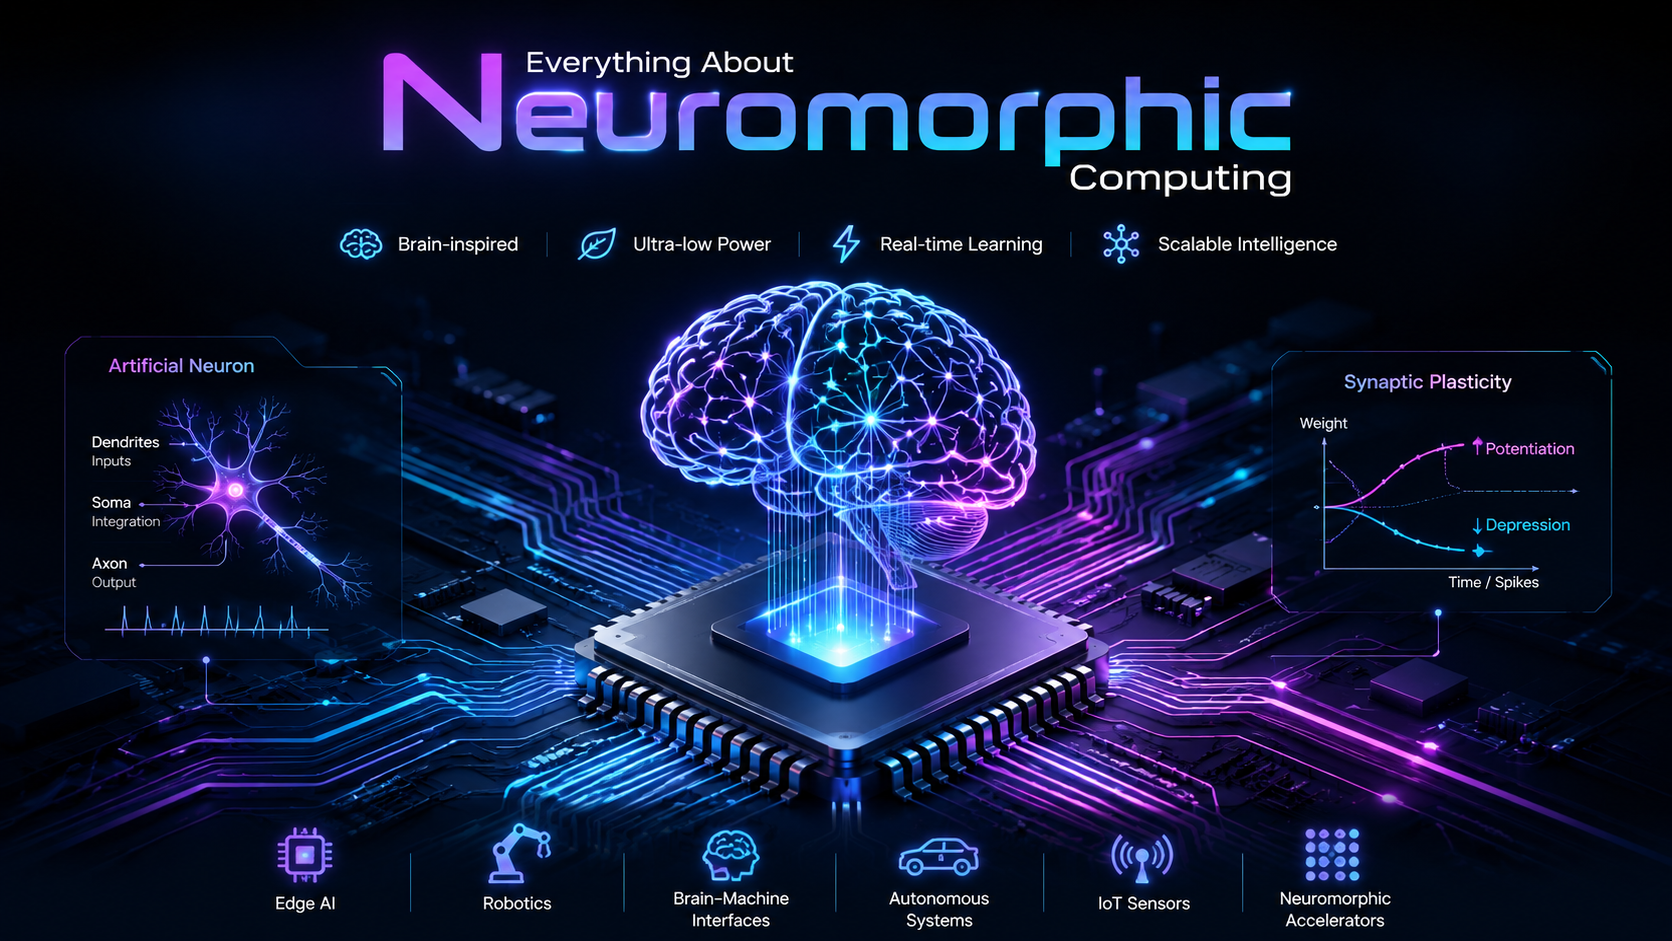 Everything About
Neuromorphic
Computing
Brain-inspired
Ultra-low Power
Real-time Learning
Scalable Intelligence
Artificial Neuron
Dendrites
Inputs
Soma
Integration
Axon
Output
Synaptic Plasticity
Weight
Potentiation
Depression
Time / Spikes
Edge AI
Robotics
Brain-Machine
Interfaces
Autonomous
Systems
IoT Sensors
Neuromorphic
Accelerators